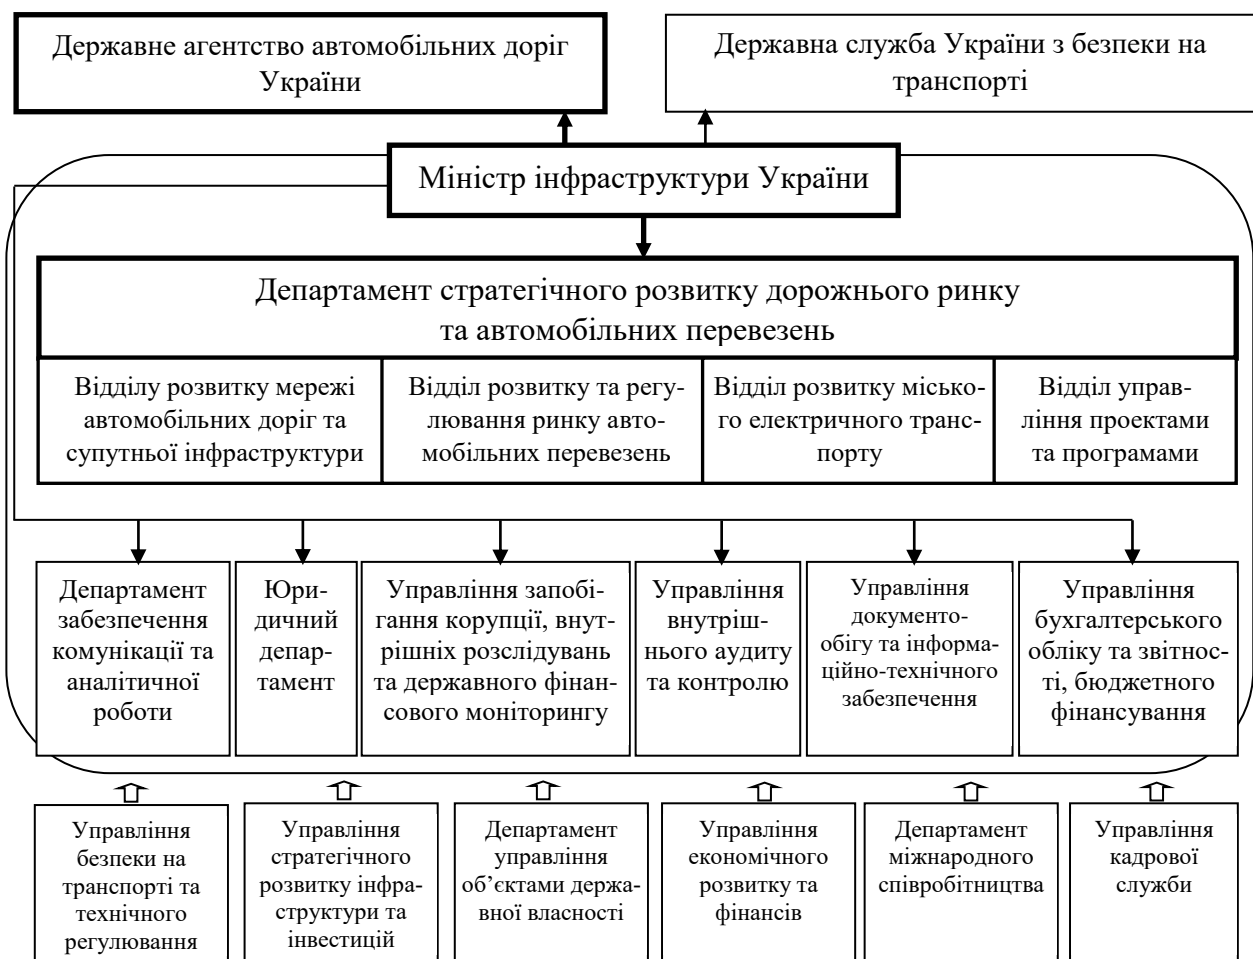 Державне агентство автомобільних доріг
України
Державна служба України з безпеки на
транспорті
Міністр інфраструктури України
Департамент стратегічного розвитку дорожнього ринку
та автомобільних перевезень
Відділу розвитку мережі
автомобільних доріг та
супутньої інфраструктури
Відділ розвитку та регу-
лювання ринку авто-
мобільних перевезень
Відділ розвитку місько-
го електричного транс-
порту
Відділ управ-
ління проектами
та програмами
Департамент
забезпечення
комунікації та
аналітичної
роботи
Юри-
дичний
депар-
тамент
Управління запобі-
гання корупції, внут-
рішніх розслідувань
та державного фінан-
сового моніторингу
Управління
внутріш-
нього аудиту
та контролю
Управління
документо-
обігу та інформа-
ційно-технічного
забезпечення
Управління
бухгалтерського
обліку та звітнос-
ті, бюджетного
фінансування
Управління
безпеки на
транспорті та
технічного
регулювання
Управління
стратегічного
розвитку інфра-
структури та
інвестицій
Департамент
управління
об’єктами держа-
вної власності
Управління
економічного
розвитку та
фінансів
Департамент
міжнародного
співробітництва
Управління
кадрової
служби